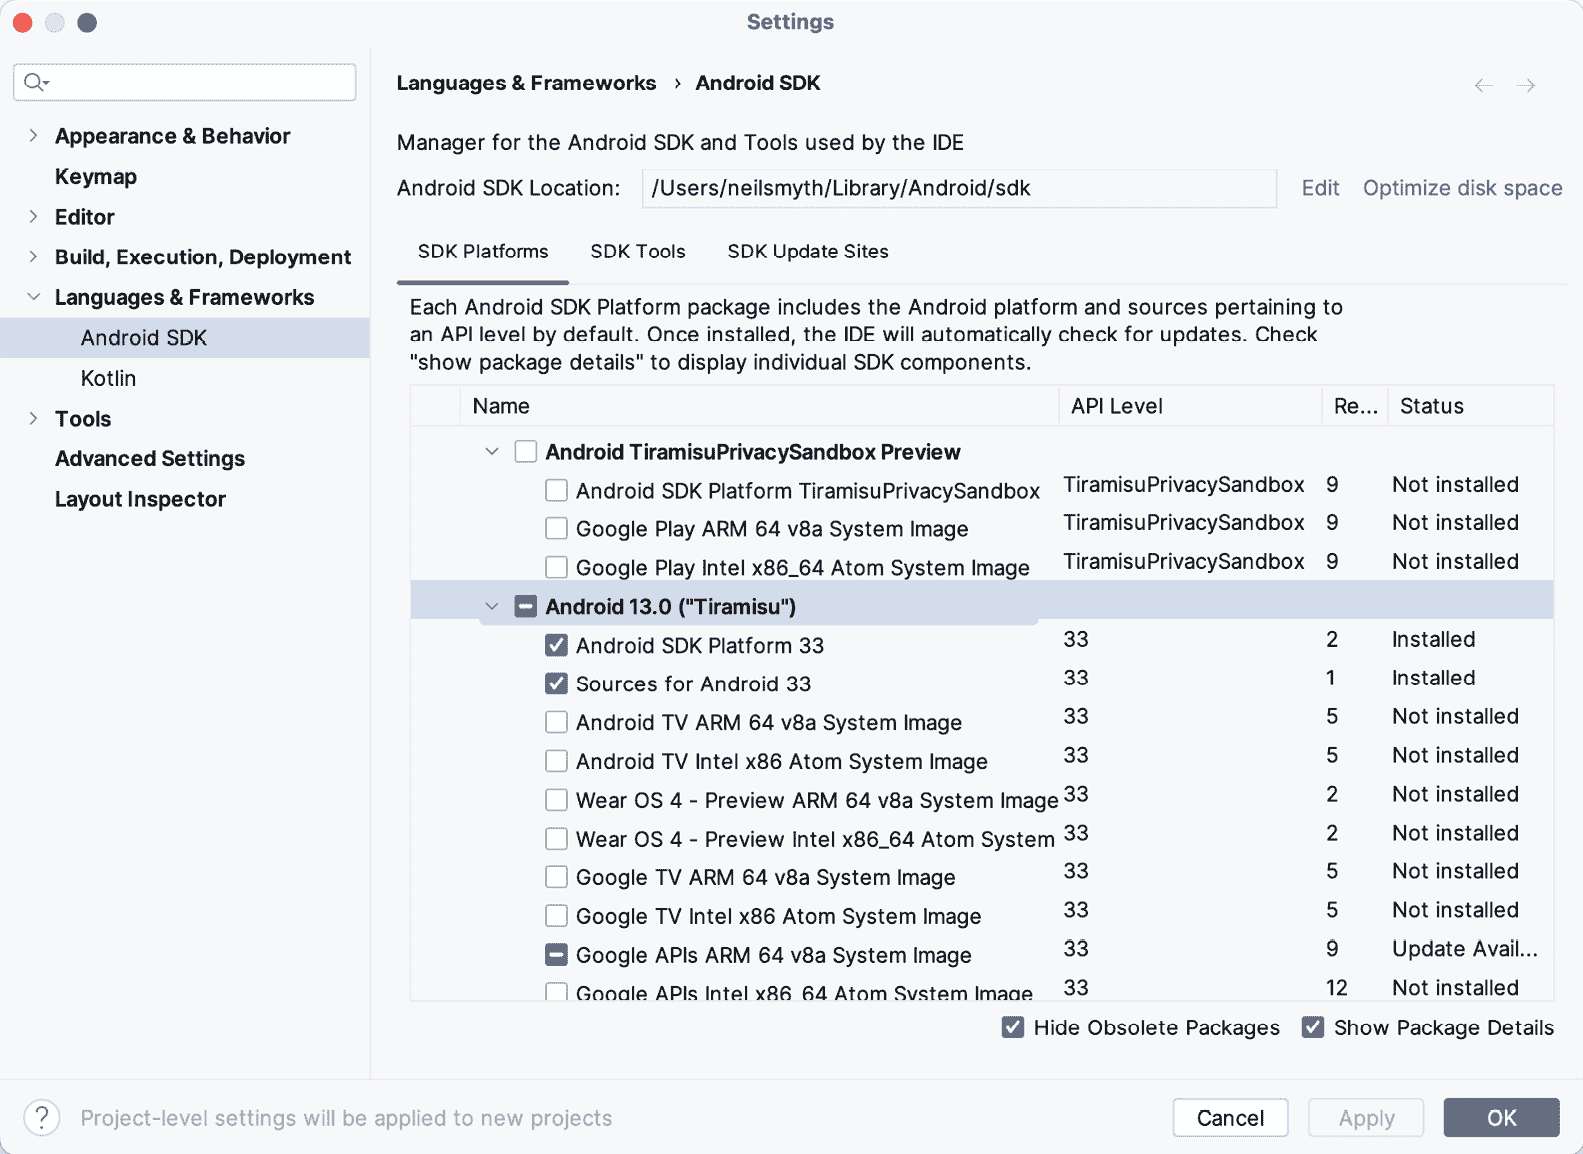 Settings
Languages & Frameworks › Android SDK
Appearance & Behavior
Keymap
Editor
Build, Execution, Deployment
Languages & Frameworks
Android SDK
Kotlin
Tools
Advanced Settings
Layout Inspector
Manager for the Android SDK and Tools used by the IDE
Android SDK Location: /Users/neilsmyth/Library/Android/sdk Edit Optimize disk space
SDK Platforms SDK Tools SDK Update Sites
Each Android SDK Platform package includes the Android platform and sources pertaining to
an API level by default. Once installed, the IDE will automatically check for updates. Check
"show package details" to display individual SDK components.
Name API Level Re... Status
Android TiramisuPrivacySandbox Preview
Android SDK Platform TiramisuPrivacySandbox TiramisuPrivacySandbox 9 Not installed
Google Play ARM 64 v8a System Image TiramisuPrivacySandbox 9 Not installed
Google Play Intel x86_64 Atom System Image TiramisuPrivacySandbox 9 Not installed
Android 13.0 ("Tiramisu")
Android SDK Platform 33 33 2 Installed
Sources for Android 33 33 1 Installed
Android TV ARM 64 v8a System Image 33 5 Not installed
Android TV Intel x86 Atom System Image 33 5 Not installed
Wear OS 4 - Preview ARM 64 v8a System Image 33 2 Not installed
Wear OS 4 - Preview Intel x86_64 Atom System 33 2 Not installed
Google TV ARM 64 v8a System Image 33 5 Not installed
Google TV Intel x86 Atom System Image 33 5 Not installed
Google APIs ARM 64 v8a System Image 33 9 Update Avail...
Google APIs Intel x86_64 Atom System Image 33 12 Not installed
Hide Obsolete Packages Show Package Details
? Project-level settings will be applied to new projects
Cancel Apply OK